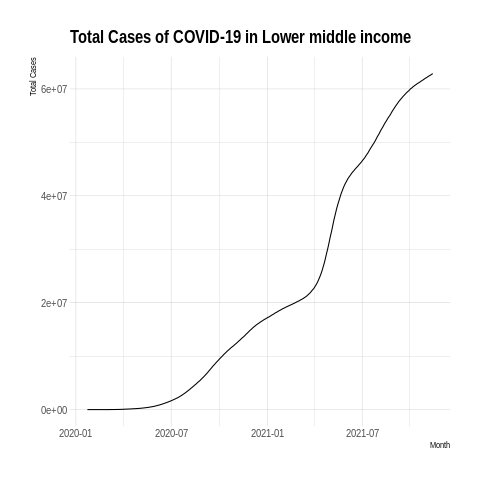 Total Cases of COVID-19 in Lower middle income
Total Cases
6e+07
4e+07
2e+07
0e+00
2020-01 2020-07 2021-01 2021-07
Month